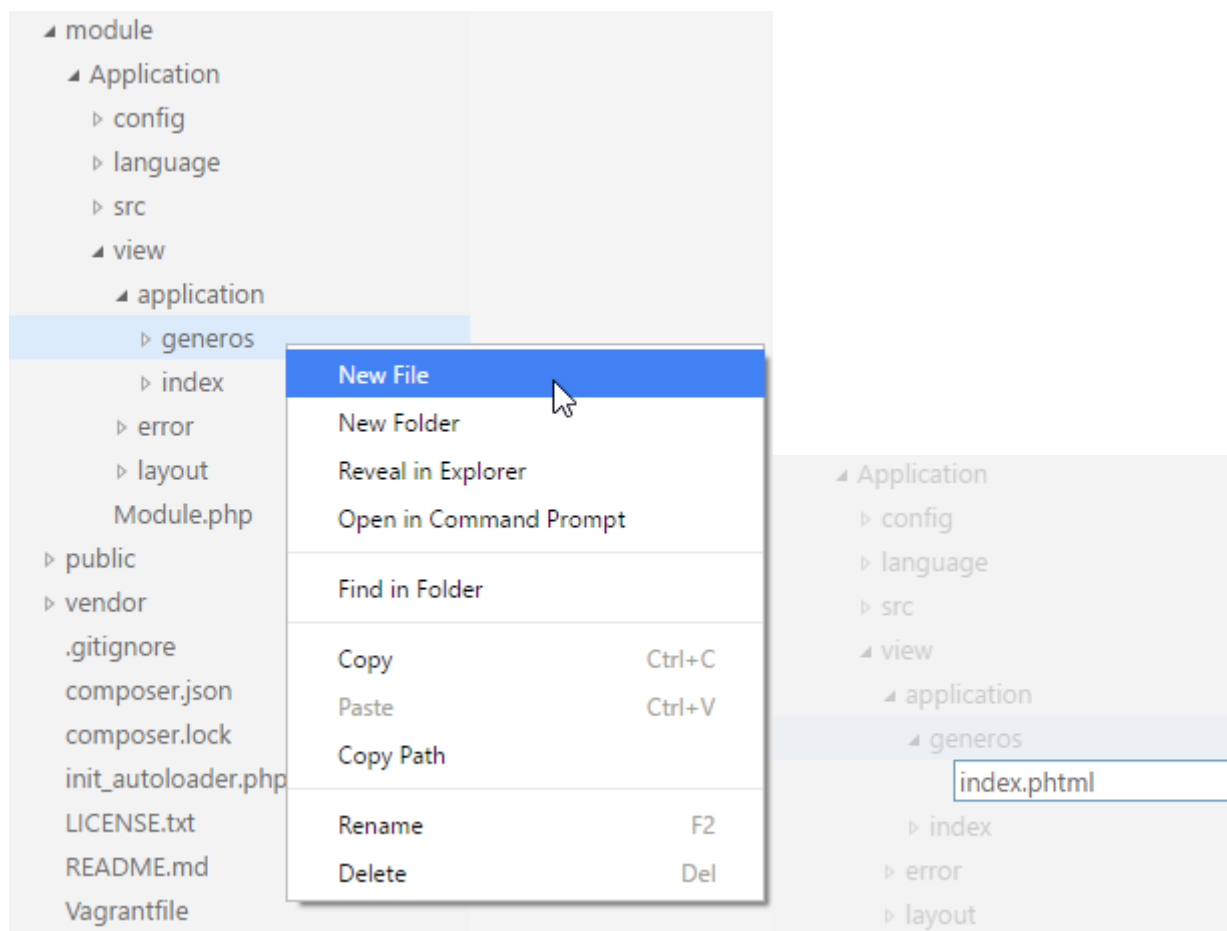 module
Application
config
language
src
view
application
generos
index
error
layout
Module.php
public
vendor
.gitignore
composer.json
composer.lock
init_autoloader.php
LICENSE.txt
README.md
Vagrantfile
New File
New Folder
Reveal in Explorer
Open in Command Prompt
Find in Folder
Copy Ctrl+C
Paste Ctrl+V
Copy Path
Rename F2
Delete Del
Application
config
language
src
view
application
generos
index.phtml
index
error
layout